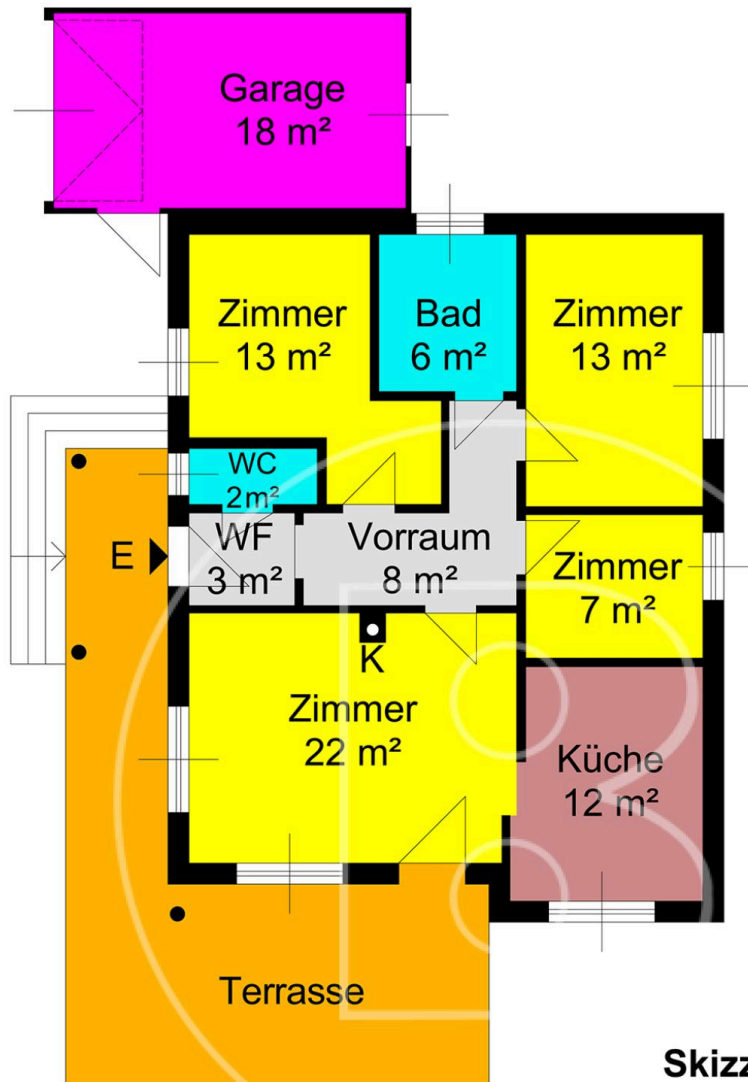 Garage
18 m²
Zimmer
13 m²
Bad
6 m²
Zimmer
13 m²
WC
2m²
E
WF
3 m²
Vorraum
8 m²
Zimmer
7 m²
K
Zimmer
22 m²
Küche
12 m²
Terrasse
Skizz